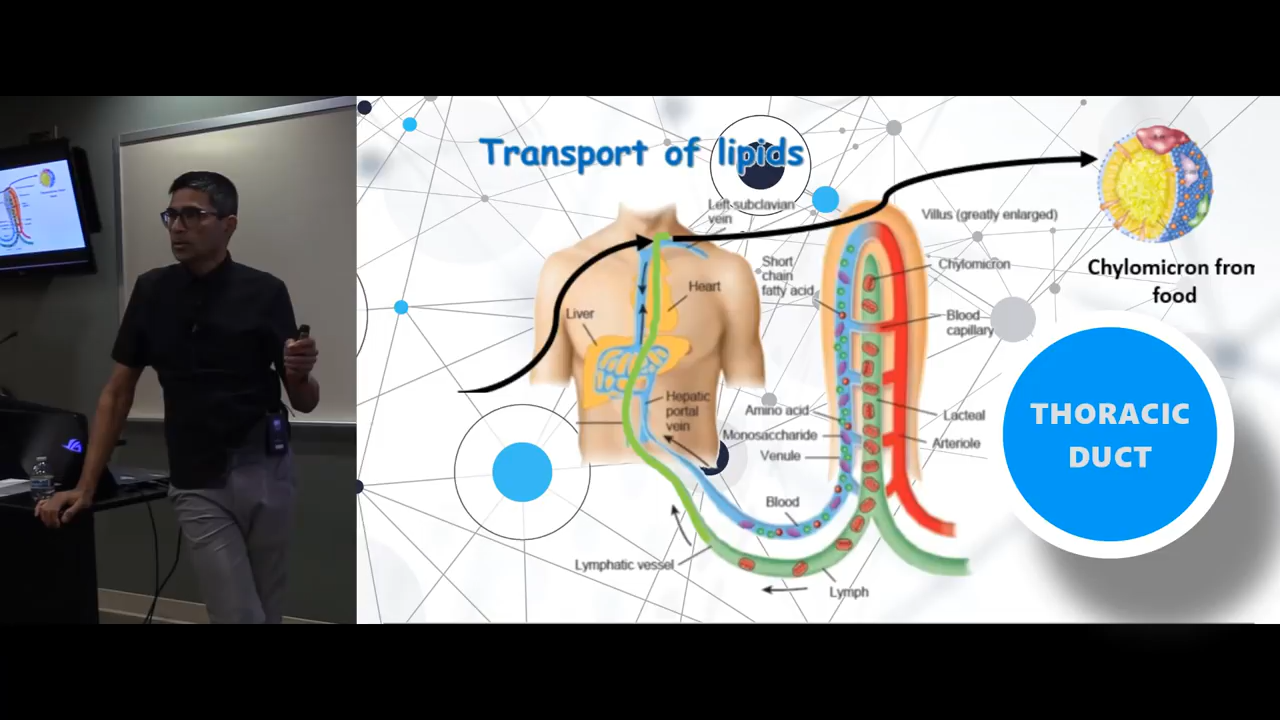 Transport of lipids
Left subclavian
vein
Villus (greatly enlarged)
Short
chain
fatty acid
Chylomicron
Heart
Liver
Blood
capillary
Chylomicron from
food
Hepatic
portal
vein
Amino acid
Monosaccharide
Venule
Lacteal
Arteriole
THORACIC
DUCT
Blood
Lymphatic vessel
Lymph